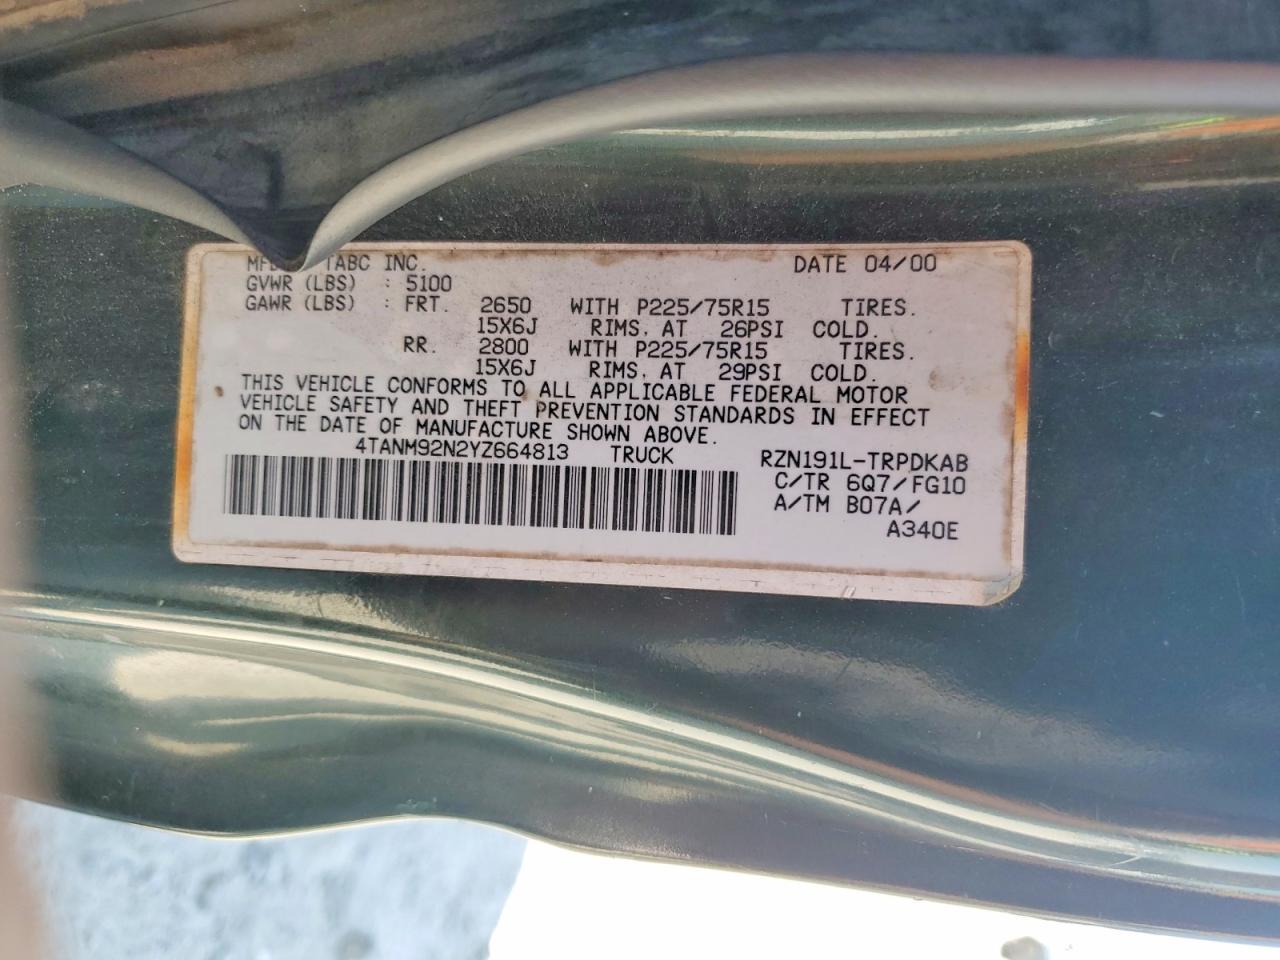 TABC INC. DATE 04/00
GVWR (LBS) : 5100
GAWR (LBS) : FRT. 2650 WITH P225/75R15 TIRES.
15X6J RIMS. AT 26PSI COLD.
RR. 2800 WITH P225/75R15 TIRES.
15X6J RIMS. AT 29PSI COLD.
THIS VEHICLE CONFORMS TO ALL APPLICABLE FEDERAL MOTOR
VEHICLE SAFETY AND THEFT PREVENTION STANDARDS IN EFFECT
ON THE DATE OF MANUFACTURE SHOWN ABOVE.
4TANM92N2YZ664813 TRUCK RZN191L-TRPDKAB
C/TR 6Q7/FG10
A/TM B07A/
A340E